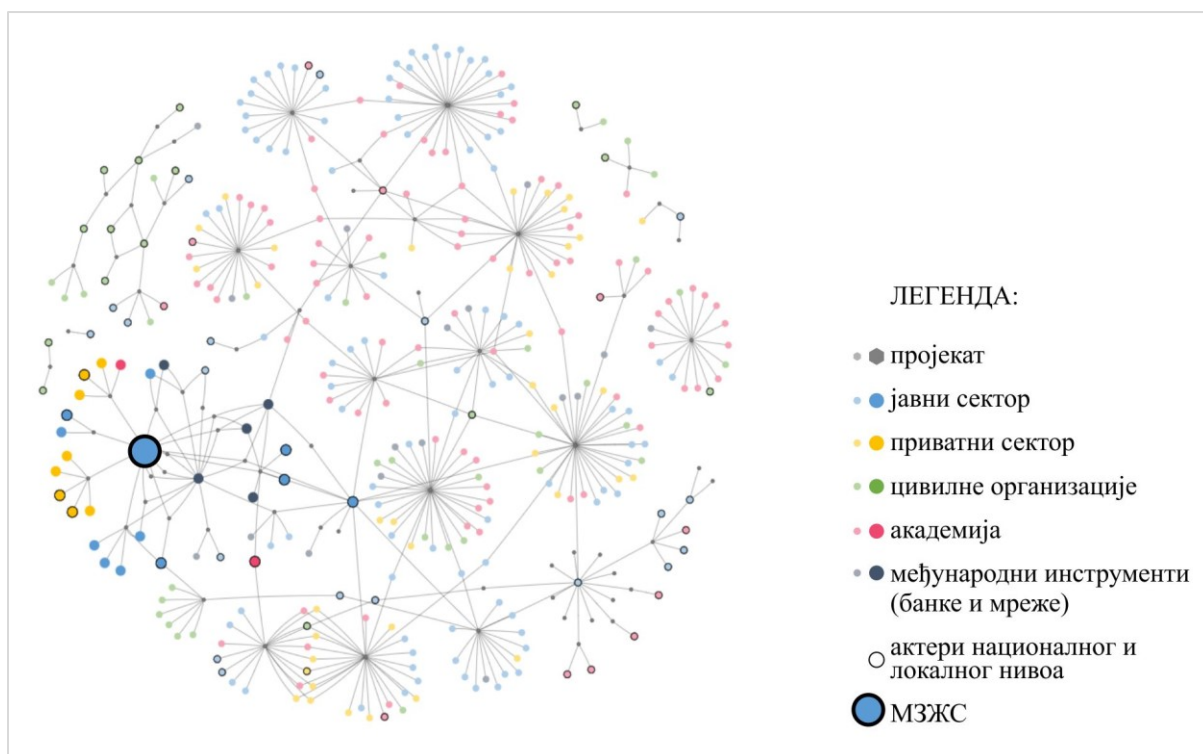 ЛЕГЕНДА:
пројекат
јавни сектор
приватни сектор
цивилне организације
академија
међународни инструменти
(банке и мреже)
актери националног и
локалног нивоа
МЗЖС